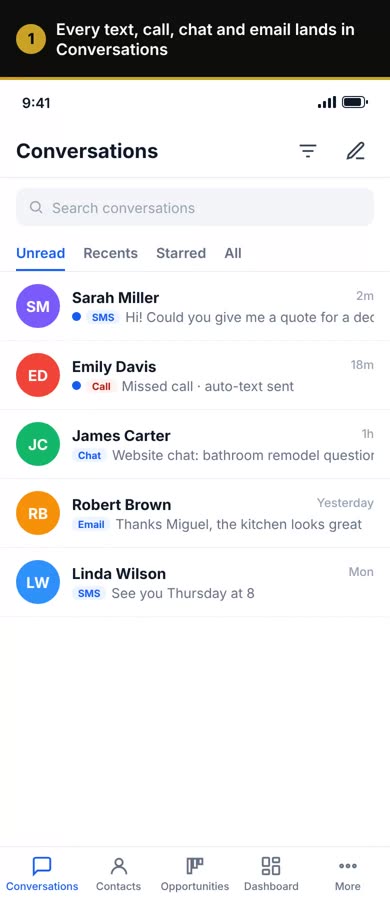 1
Every text, call, chat and email lands in
Conversations
9:41
Conversations
Search conversations
Unread Recents Starred All
SM
Sarah Miller 2m
SMS Hi! Could you give me a quote for a dec
ED
Emily Davis 18m
Call Missed call · auto-text sent
JC
James Carter 1h
Chat Website chat: bathroom remodel question
RB
Robert Brown Yesterday
Email Thanks Miguel, the kitchen looks great
LW
Linda Wilson Mon
SMS See you Thursday at 8
Conversations Contacts Opportunities Dashboard More